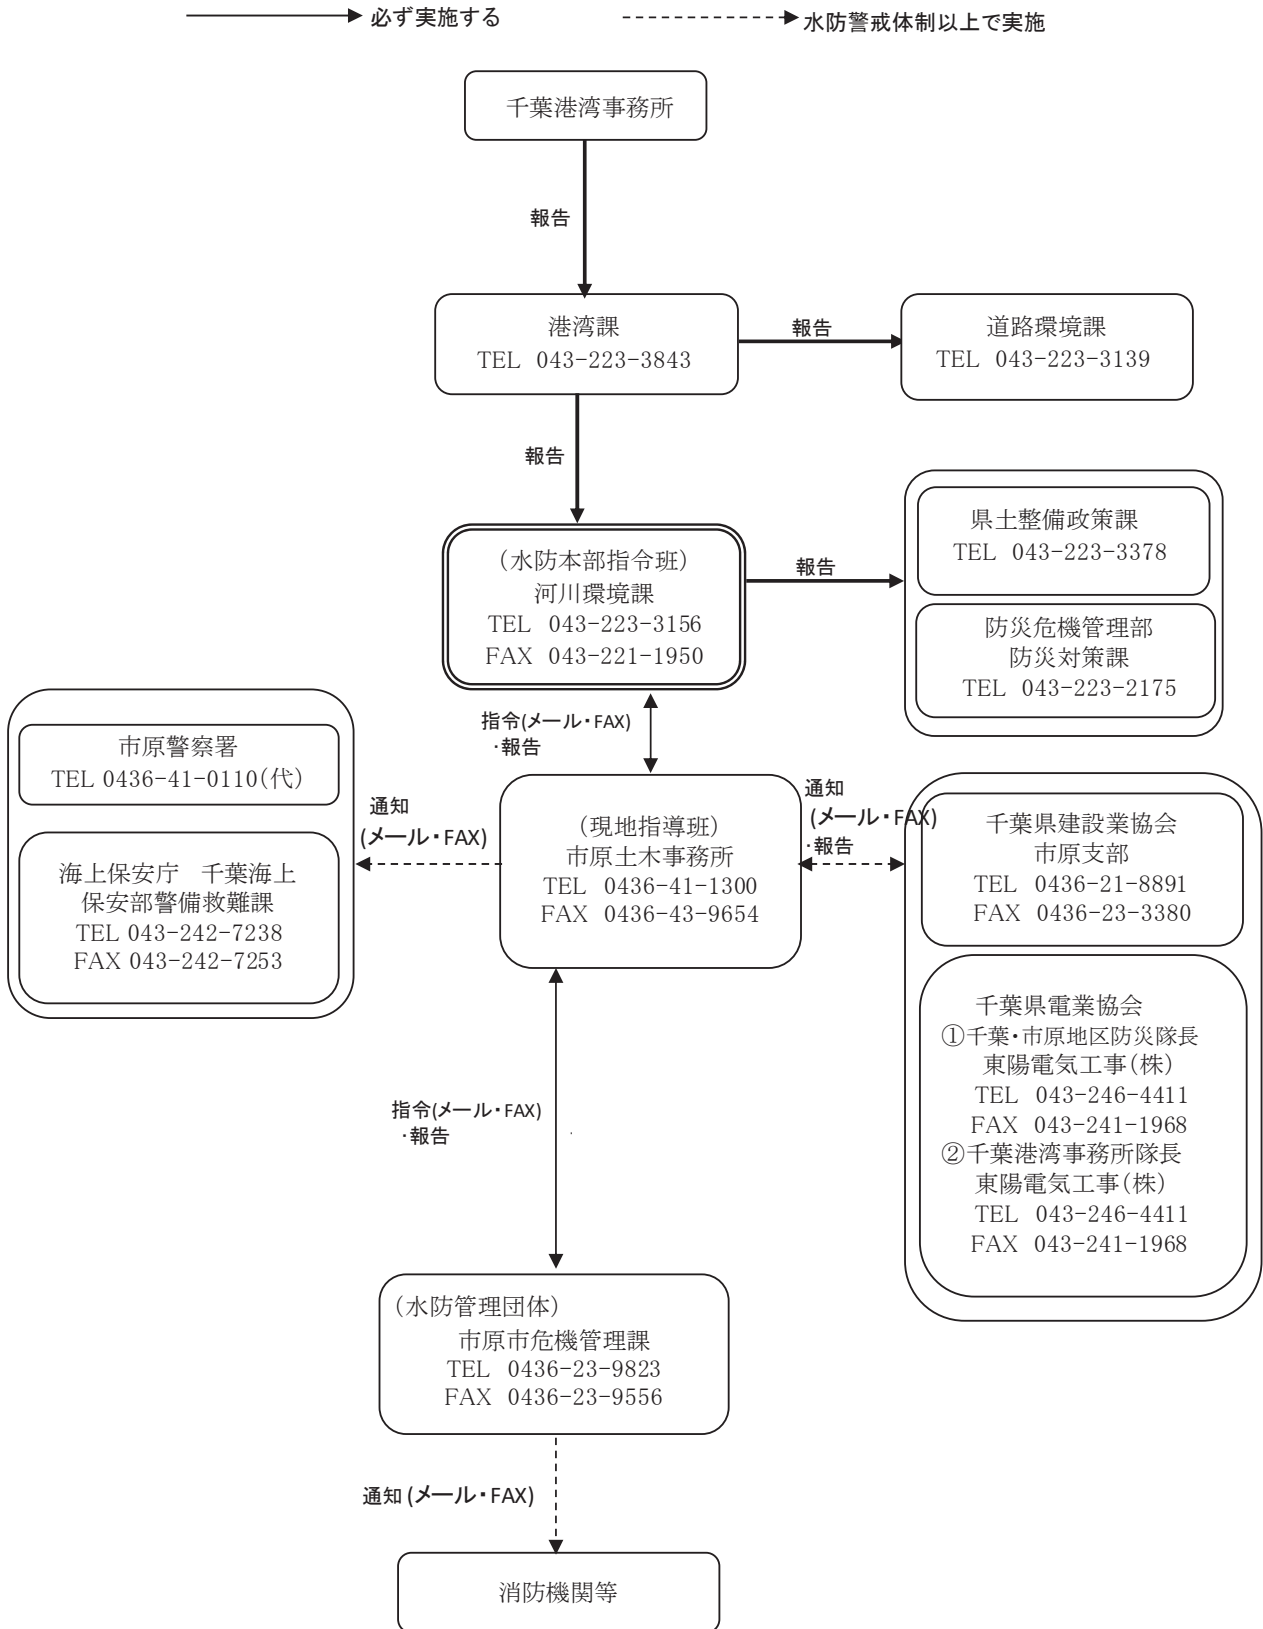 必ず実施する
水防警戒体制以上で実施
千葉港湾事務所
報告
港湾課
TEL 043-223-3843
報告
道路環境課
TEL 043-223-3139
報告
(水防本部指令班)
河川環境課
TEL 043-223-3156
FAX 043-221-1950
報告
県土整備政策課
TEL 043-223-3378
防災危機管理部
防災対策課
TEL 043-223-2175
指令(メール・FAX)
・報告
市原警察署
TEL 0436-41-0110(代)
海上保安庁　千葉海上
保安部警備救難課
TEL 043-242-7238
FAX 043-242-7253
通知
(メール・FAX)
(現地指導班)
市原土木事務所
TEL 0436-41-1300
FAX 0436-43-9654
通知
(メール・FAX)
・報告
千葉県建設業協会
市原支部
TEL 0436-21-8891
FAX 0436-23-3380
千葉県電業協会
①千葉・市原地区防災隊長
東陽電気工事(株)
TEL 043-246-4411
FAX 043-241-1968
②千葉港湾事務所隊長
東陽電気工事(株)
TEL 043-246-4411
FAX 043-241-1968
指令(メール・FAX)
・報告
(水防管理団体)
市原市危機管理課
TEL 0436-23-9823
FAX 0436-23-9556
通知 (メール・FAX)
消防機関等